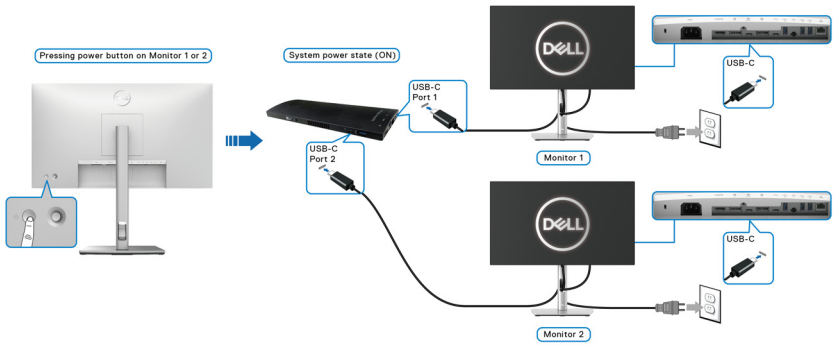 Pressing power button on Monitor 1 or 2
System power state (ON)
USB-C
Port 1
USB-C
Port 2
DELL
USB-C
Monitor 1
DELL
USB-C
Monitor 2